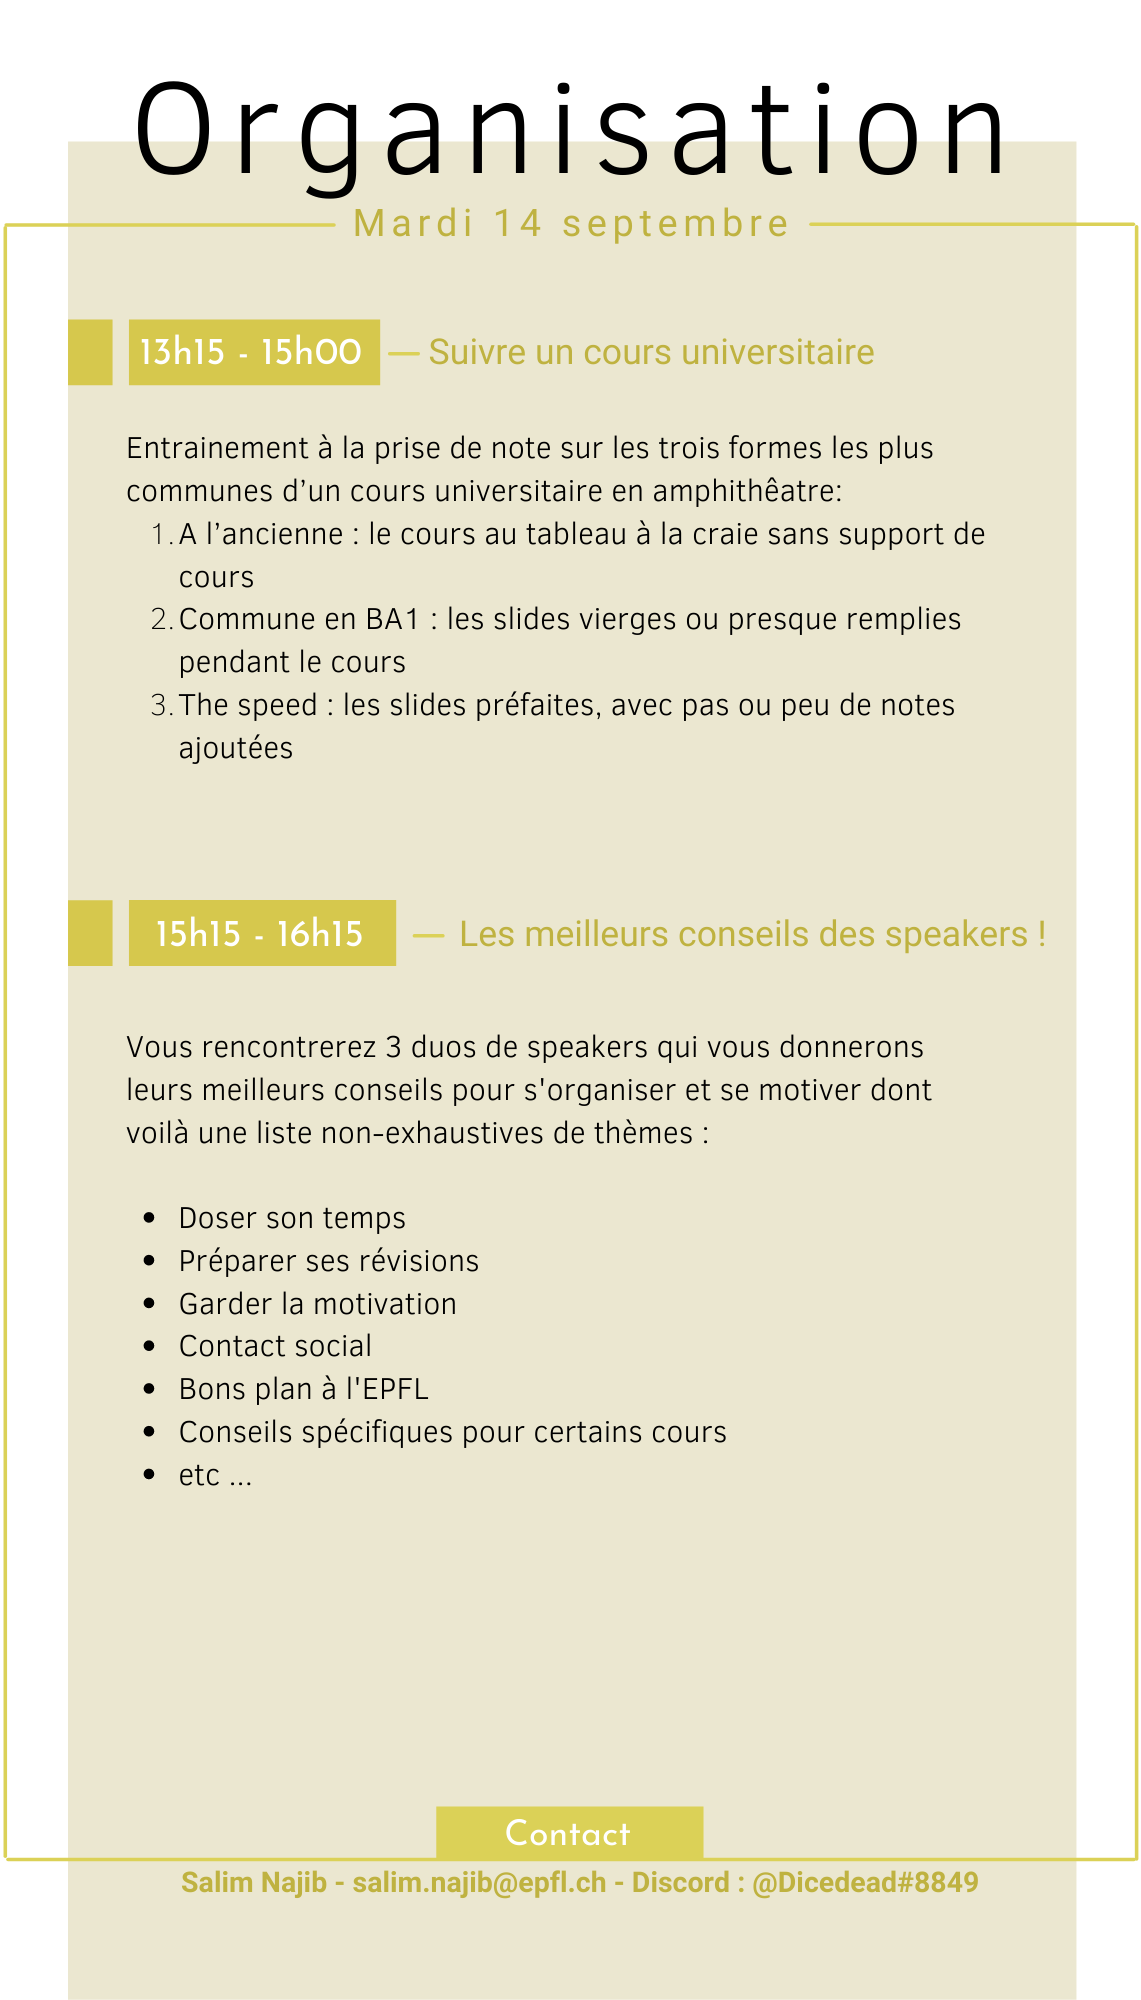 Organisation
Mardi 14 septembre
13h15 - 15h00 — Suivre un cours universitaire
Entrainement à la prise de note sur les trois formes les plus
communes d’un cours universitaire en amphithêatre:
1. A l’ancienne : le cours au tableau à la craie sans support de
cours
2. Commune en BA1 : les slides vierges ou presque remplies
pendant le cours
3. The speed : les slides préfaites, avec pas ou peu de notes
ajoutées
15h15 - 16h15 — Les meilleurs conseils des speakers !
Vous rencontrerez 3 duos de speakers qui vous donnerons
leurs meilleurs conseils pour s'organiser et se motiver dont
voilà une liste non-exhaustives de thèmes :
• Doser son temps
• Préparer ses révisions
• Garder la motivation
• Contact social
• Bons plan à l'EPFL
• Conseils spécifiques pour certains cours
• etc ...
Contact
Salim Najib - salim.najib@epfl.ch - Discord : @Dicedead#8849